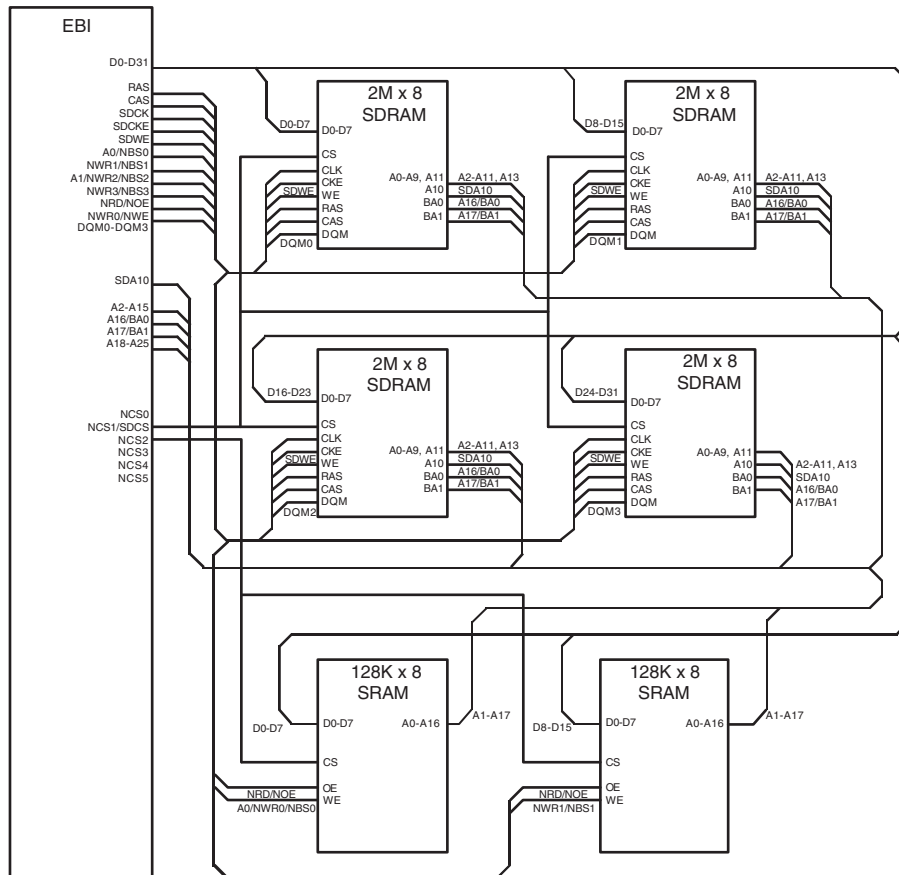 EBI
D0-D31
RAS
CAS
SDCK
SDCKE
SDWE
A0/NBS0
NWR1/NBS1
A1/NWR2/NBS2
NWR3/NBS3
NRD/NOE
NWR0/NWE
DQM0-DQM3
SDA10
A2-A15
A16/BA0
A17/BA1
A18-A25
NCS0
NCS1/SDCS
NCS2
NCS3
NCS4
NCS5
2M x 8
SDRAM
D0-D7
D0-D7
CS
CLK
CKE
SDWE
WE
RAS
CAS
DQM
DQM0
A0-A9, A11
A10
BA0
BA1
A2-A11, A13
SDA10
A16/BA0
A17/BA1
2M x 8
SDRAM
D8-D15
D0-D7
CS
CLK
CKE
SDWE
WE
RAS
CAS
DQM
DQM1
A0-A9, A11
A10
BA0
BA1
A2-A11, A13
SDA10
A16/BA0
A17/BA1
2M x 8
SDRAM
D16-D23
D0-D7
CS
CLK
CKE
SDWE
WE
RAS
CAS
DQM
DQM2
A0-A9, A11
A10
BA0
BA1
A2-A11, A13
SDA10
A16/BA0
A17/BA1
2M x 8
SDRAM
D24-D31
D0-D7
CS
CLK
CKE
SDWE
WE
RAS
CAS
DQM
DQM3
A0-A9, A11
A10
BA0
BA1
A2-A11, A13
SDA10
A16/BA0
A17/BA1
128K x 8
SRAM
D0-D7
D0-D7
A0-A16
A1-A17
CS
OE
NRD/NOE
WE
A0/NWR0/NBS0
128K x 8
SRAM
D8-D15
D0-D7
A0-A16
A1-A17
CS
OE
NRD/NOE
WE
NWR1/NBS1